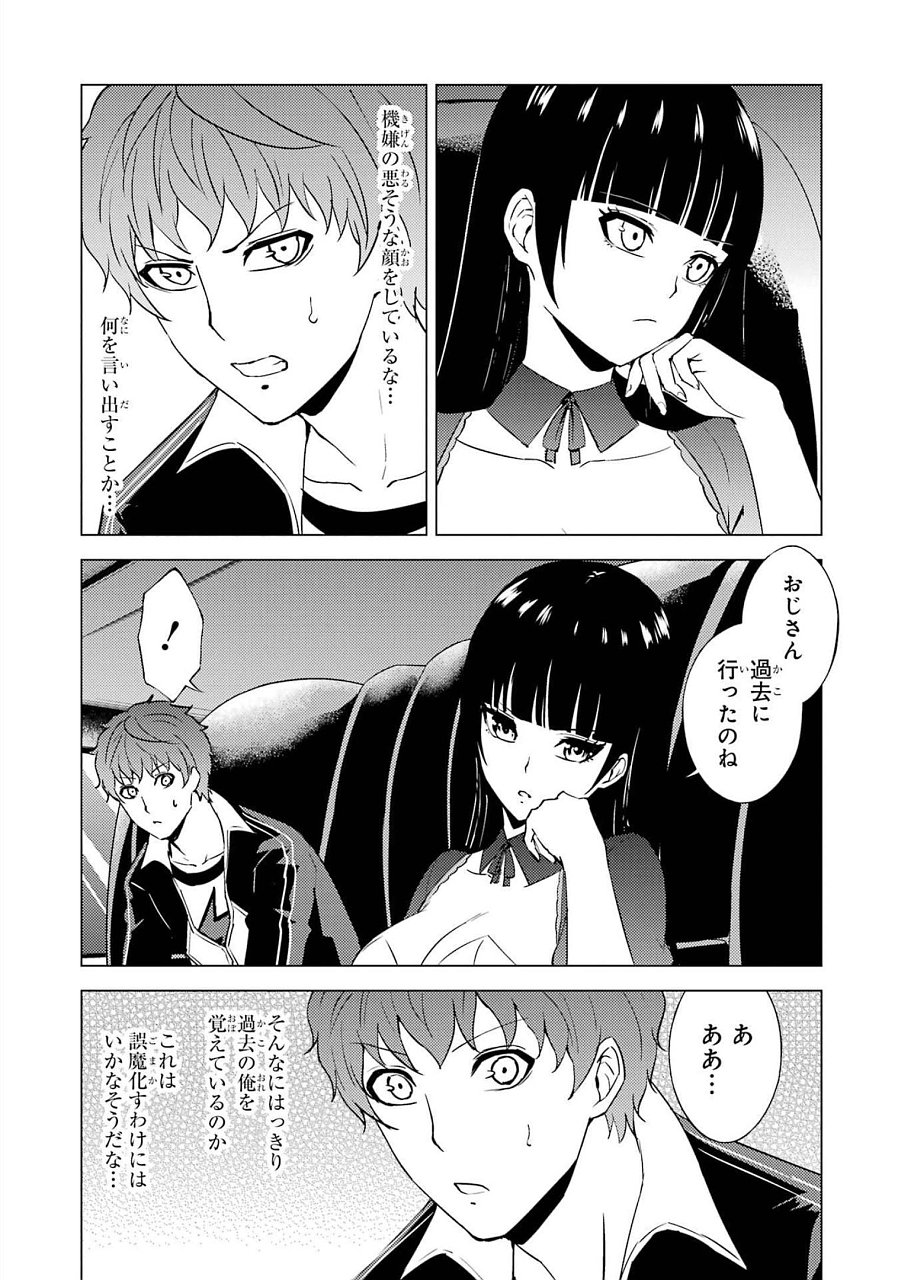 機嫌の悪そうな顔をしているな…
何を言い出すことか…
おじさん
過去に
行ったのね
！
あ
ああ…
そんなにはっきり
過去の俺を
覚えているのか
これは
誤魔化すわけには
いかなそうだな…